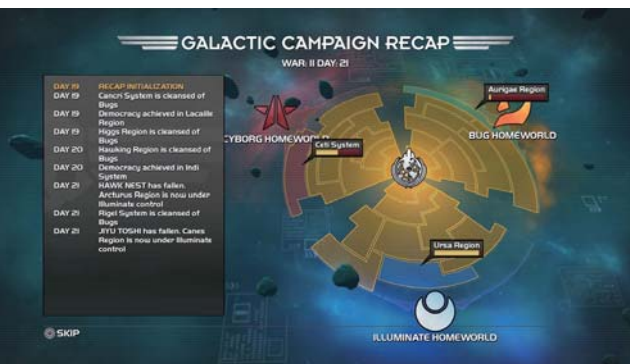 GALACTIC CAMPAIGN RECAP
WAR: 11 DAY: 21
DAY 19 RECAP INITIALIZATION
DAY 19 Cancri System is cleansed of
Bugs
DAY 19 Democracy achieved in Lacaille
Region
DAY 19 Higgs Region is cleansed of
Bugs
DAY 20 Hawking Region is cleansed of
Bugs
DAY 20 Democracy achieved in Indi
System
DAY 21 HAWK NEST has fallen.
Arcturus Region is now under
Illuminate control
DAY 21 Rigel System is cleansed of
Bugs
DAY 21 JIYU TOSHI has fallen. Canes
Region is now under Illuminate
control
Aurigae Region
BUG HOMEWORLD
CYBORG HOMEWORLD
Ceti System
Ursa Region
ILLUMINATE HOMEWORLD
SKIP